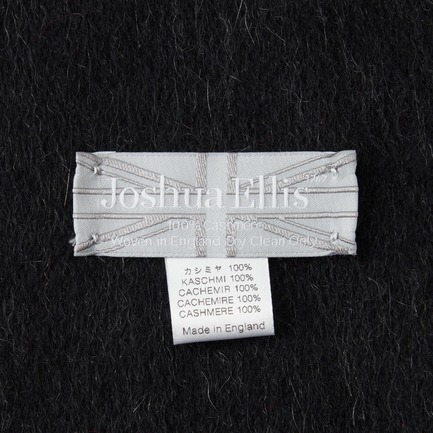 Joshua Ellis
1767
100% Cashmere
Woven in England Dry Clean Only
カシミヤ 100%
KASCHMI 100%
CACHEMIR 100%
CACHEMIRE 100%
CASHMERE 100%
Made in England